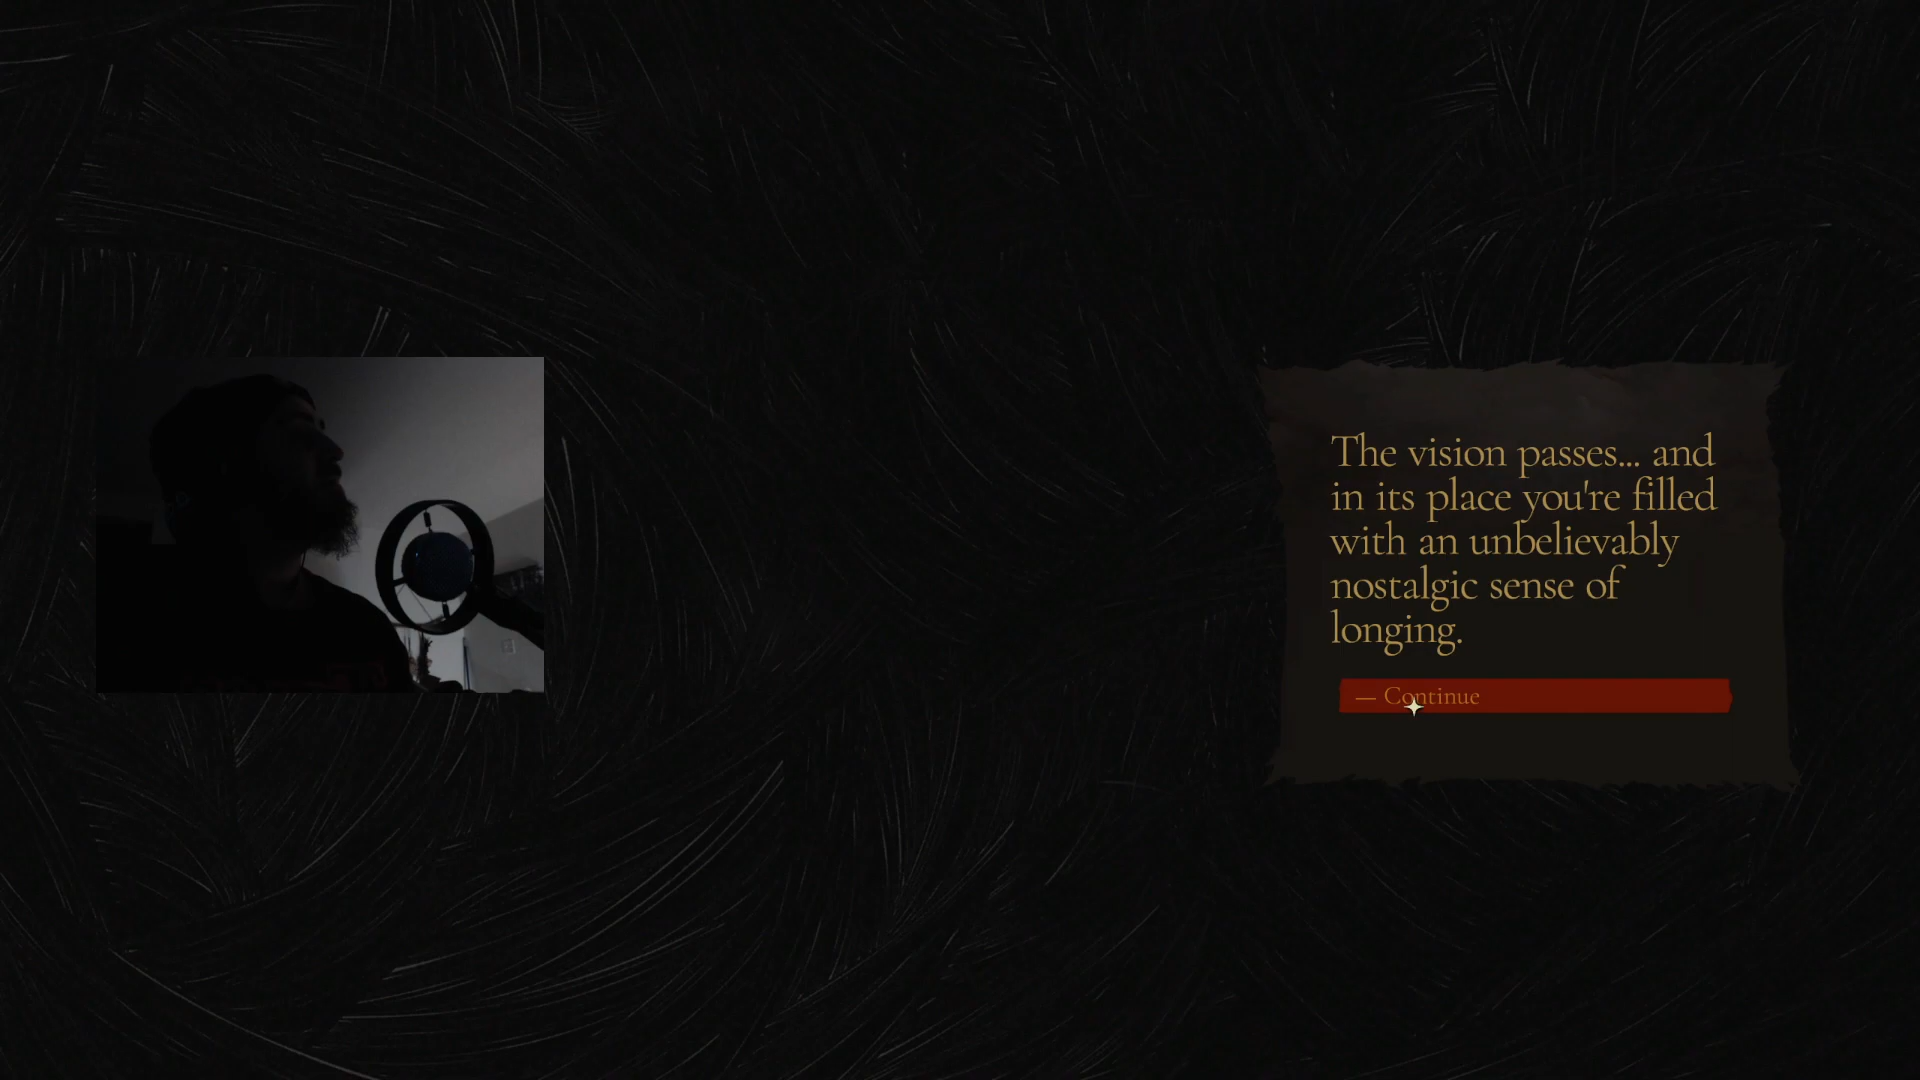 The vision passes... and
in its place you're filled
with an unbelievably
nostalgic sense of
longing.
— Continue